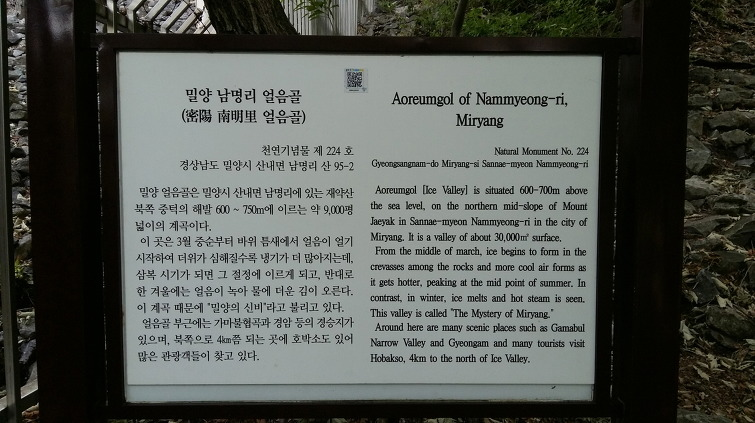 밀양 남명리 얼음골
(密陽 南明里 얼음골)
천연기념물 제 224 호
경상남도 밀양시 산내면 남명리 산 95-2
밀양 얼음골은 밀양시 산내면 남명리에 있는 재약산
북쪽 중턱의 해발 600 ~ 750m에 이르는 약 9,000평
넓이의 계곡이다.
이 곳은 3월 중순부터 바위 틈새에서 얼음이 얼기
시작하여 더위가 심해질수록 냉기가 더 많아지는데,
삼복 시기가 되면 그 절정에 이르게 되고, 반대로
한 겨울에는 얼음이 녹아 물에 더운 김이 오른다.
이 계곡 때문에 "밀양의 신비"라고 불리고 있다.
얼음골 부근에는 가마불협곡과 경암 등의 경승지가
있으며, 북쪽으로 4㎞쯤 되는 곳에 호박소도 있어
많은 관광객들이 찾고 있다.
Aoreumgol of Nammyeong-ri,
Miryang
Natural Monument No. 224
Gyeongsangnam-do Miryang-si Sannae-myeon Nammyeong-ri
Aoreumgol [Ice Valley] is situated 600-700m above
the sea level, on the northern mid-slope of Mount
Jaeyak in Sannae-myeon Nammyeong-ri in the city of
Miryang. It is a valley of about 30,000㎡ surface.
From the middle of march, ice begins to form in the
crevasses among the rocks and more cool air forms as
it gets hotter, peaking at the mid point of summer. In
contrast, in winter, ice melts and hot steam is seen.
This valley is called "The Mystery of Miryang."
Around here are many scenic places such as Gamabul
Narrow Valley and Gyeongam and many tourists visit
Hobakso, 4km to the north of Ice Valley.